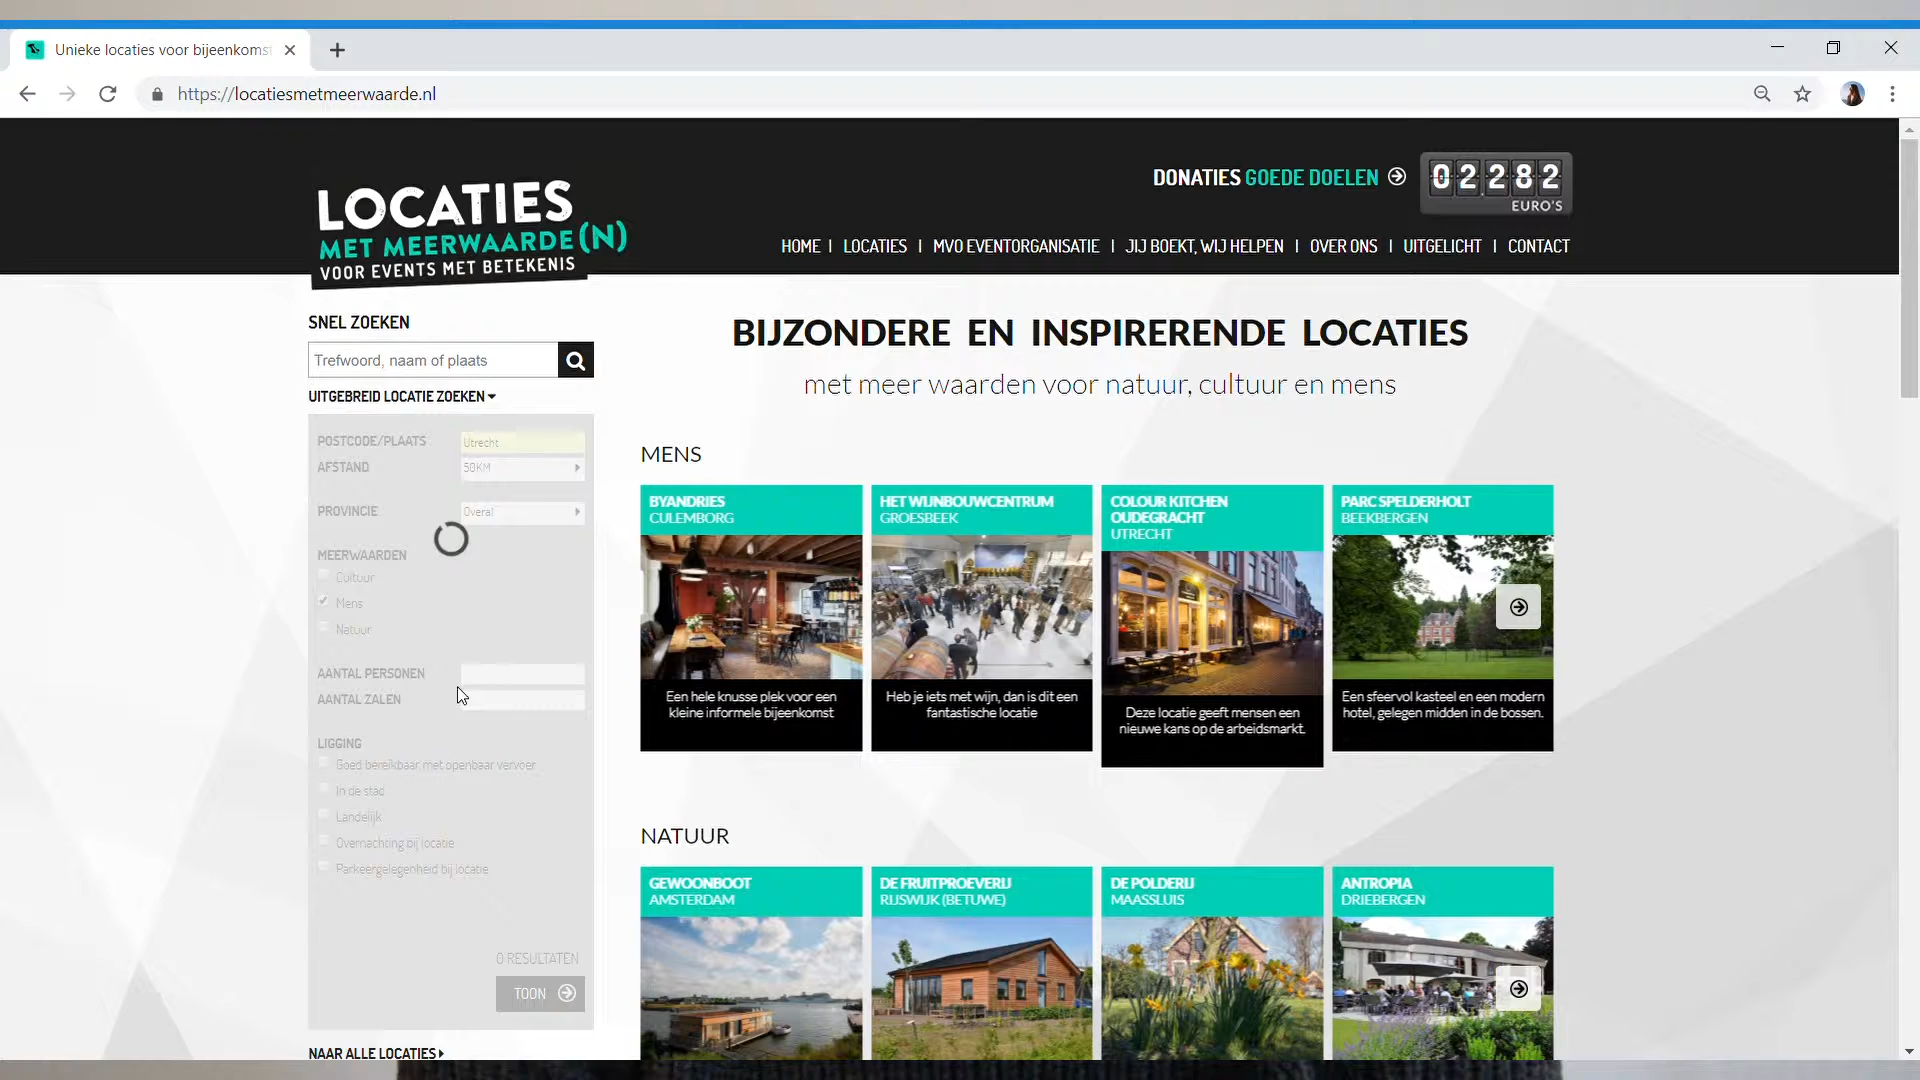 Unieke locaties voor bijeenkomst
https://locatiesmetmeerwaarde.nl
LOCATIES
MET MEERWAARDE(N)
VOOR EVENTS MET BETEKENIS
DONATIES GOEDE DOELEN
02.282
EURO'S
HOME | LOCATIES | MVO EVENTORGANISATIE | JIJ BOEKT, WIJ HELPEN | OVER ONS | UITGELICHT | CONTACT
SNEL ZOEKEN
Trefwoord, naam of plaats
UITGEBREID LOCATIE ZOEKEN
POSTCODE/PLAATS Utrecht
AFSTAND 50KM
PROVINCIE Overal
MEERWAARDEN
Cultuur
Mens
Natuur
AANTAL PERSONEN
AANTAL ZALEN
LIGGING
Goed bereikbaar met openbaar vervoer
In de stad
Landelijk
Overnachting bij locatie
Parkeergelegenheid bij locatie
0 RESULTATEN
TOON
NAAR ALLE LOCATIES
BIJZONDERE EN INSPIRERENDE LOCATIES
met meer waarden voor natuur, cultuur en mens
MENS
BYANDRIES
CULEMBORG
Een hele knusse plek voor een
kleine informele bijeenkomst
HET WIJNBOUWCENTRUM
GROESBEEK
Heb je iets met wijn, dan is dit een
fantastische locatie
COLOUR KITCHEN
OUDEGRACHT
UTRECHT
Deze locatie geeft mensen een
nieuwe kans op de arbeidsmarkt.
PARC SPELDERHOLT
BEEKBERGEN
Een sfeervol kasteel en een modern
hotel, gelegen midden in de bossen.
NATUUR
GEWOONBOOT
AMSTERDAM
DE FRUITPROEVERIJ
RIJSWIJK (BETUWE)
DE POLDERIJ
MAASSLUIS
ANTROPIA
DRIEBERGEN